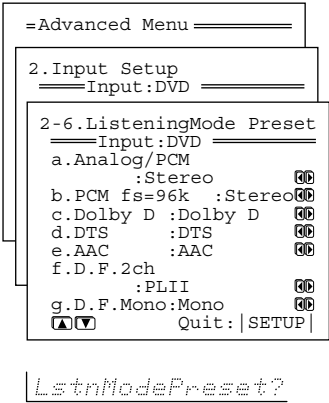 =Advanced Menu
2.Input Setup
Input:DVD
2-6.ListeningMode Preset
Input:DVD
a.Analog/PCM
:Stereo
b.PCM fs=96k :Stereo
c.Dolby D :Dolby D
d.DTS :DTS
e.AAC :AAC
f.D.F.2ch
:PLII
g.D.F.Mono:Mono
Quit:|SETUP|
LstnModePreset?